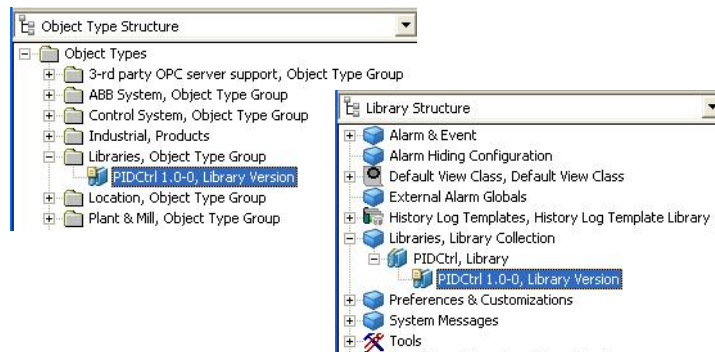 Object Type Structure
Object Types
3-rd party OPC server support, Object Type Group
ABB System, Object Type Group
Control System, Object Type Group
Industrial, Products
Libraries, Object Type Group
PIDCtrl 1.0-0, Library Version
Location, Object Type Group
Plant & Mill, Object Type Group
Library Structure
Alarm & Event
Alarm Hiding Configuration
Default View Class, Default View Class
External Alarm Globals
History Log Templates, History Log Template Library
Libraries, Library Collection
PIDCtrl, Library
PIDCtrl 1.0-0, Library Version
Preferences & Customizations
System Messages
Tools